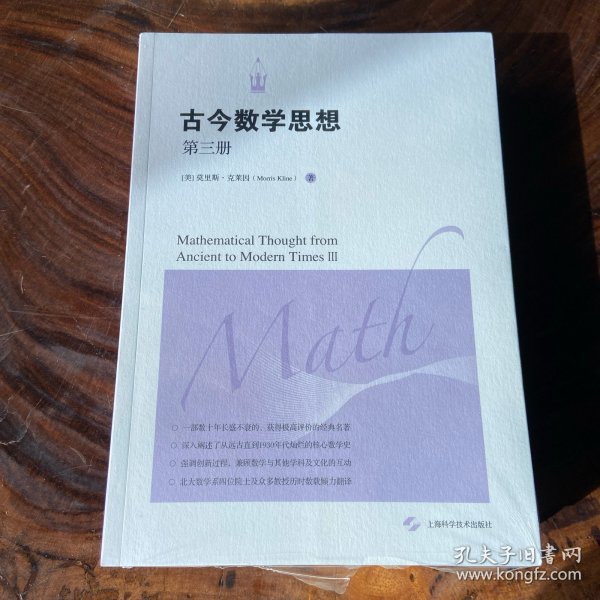 古今数学思想
第三册
[美] 莫里斯·克莱因(Morris Kline) 著
Mathematical Thought from
Ancient to Modern Times III
Math
○ 一部数十年长盛不衰的、获得极高评价的经典名著
○ 深入阐述了从远古直到1930年代灿烂的核心数学史
○ 强调创新过程,兼顾数学与其他学科及文化的互动
○ 北大数学系四位院士及众多教授历时数载倾力翻译
上海科学技术出版社
孔夫子旧书网
www.kongfz.com